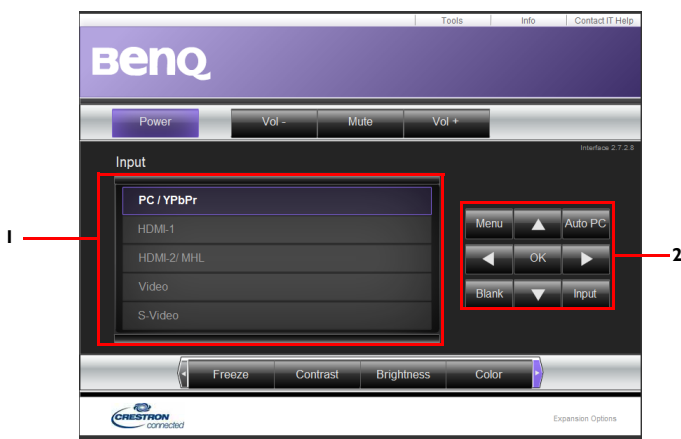 Tools Info Contact IT Help
BenQ
Power Vol - Mute Vol +
Interface 2.7.2.8
Input
PC / YPbPr
HDMI-1
HDMI-2/ MHL
Video
S-Video
1
Menu Auto PC
OK
Blank Input
2
Freeze Contrast Brightness Color
CRESTRON
connected
Expansion Options